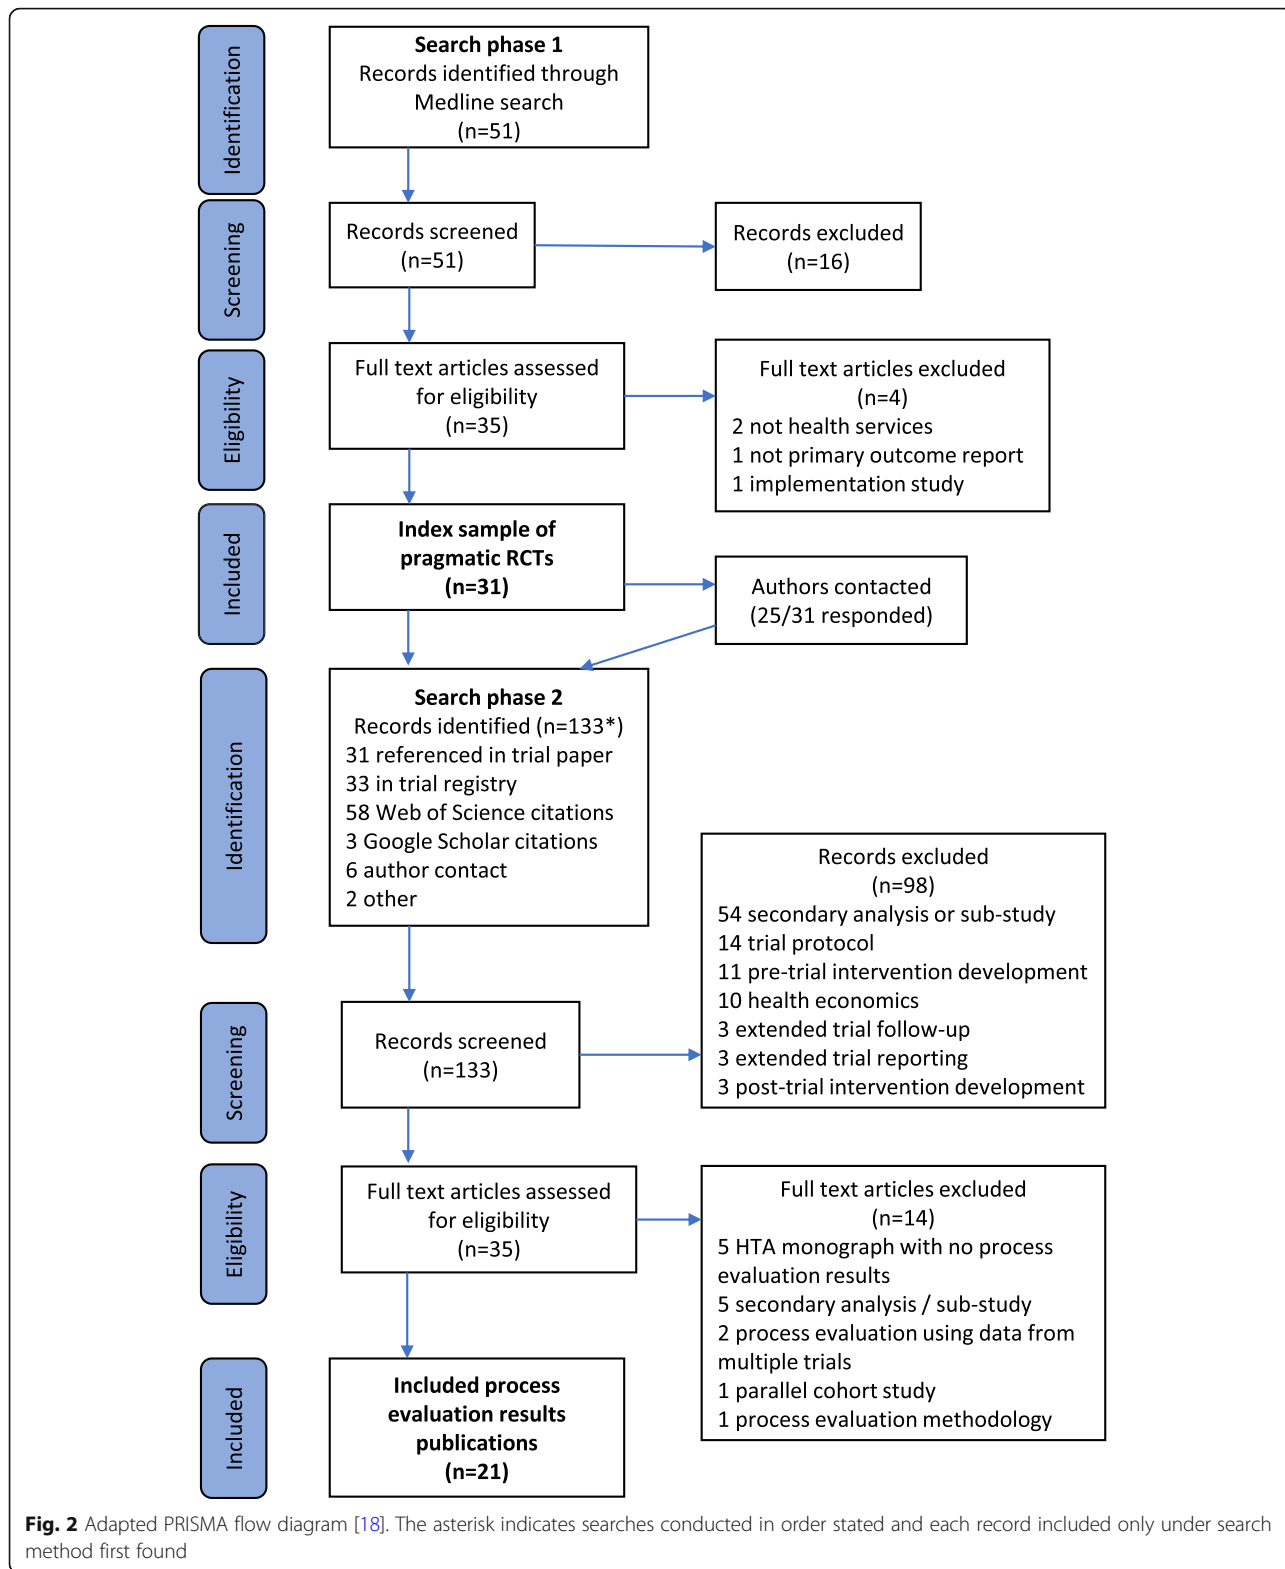 Identification
Search phase 1
Records identified through
Medline search
(n=51)
Screening
Records screened
(n=51)
Records excluded
(n=16)
Eligibility
Full text articles assessed
for eligibility
(n=35)
Full text articles excluded
(n=4)
2 not health services
1 not primary outcome report
1 implementation study
Included
Index sample of
pragmatic RCTs
(n=31)
Authors contacted
(25/31 responded)
Identification
Search phase 2
Records identified (n=133*)
31 referenced in trial paper
33 in trial registry
58 Web of Science citations
3 Google Scholar citations
6 author contact
2 other
Records excluded
(n=98)
54 secondary analysis or sub-study
14 trial protocol
11 pre-trial intervention development
10 health economics
3 extended trial follow-up
3 extended trial reporting
3 post-trial intervention development
Screening
Records screened
(n=133)
Eligibility
Full text articles assessed
for eligibility
(n=35)
Full text articles excluded
(n=14)
5 HTA monograph with no process
evaluation results
5 secondary analysis / sub-study
2 process evaluation using data from
multiple trials
1 parallel cohort study
1 process evaluation methodology
Included
Included process
evaluation results
publications
(n=21)
Fig. 2 Adapted PRISMA flow diagram [18]. The asterisk indicates searches conducted in order stated and each record included only under search
method first found